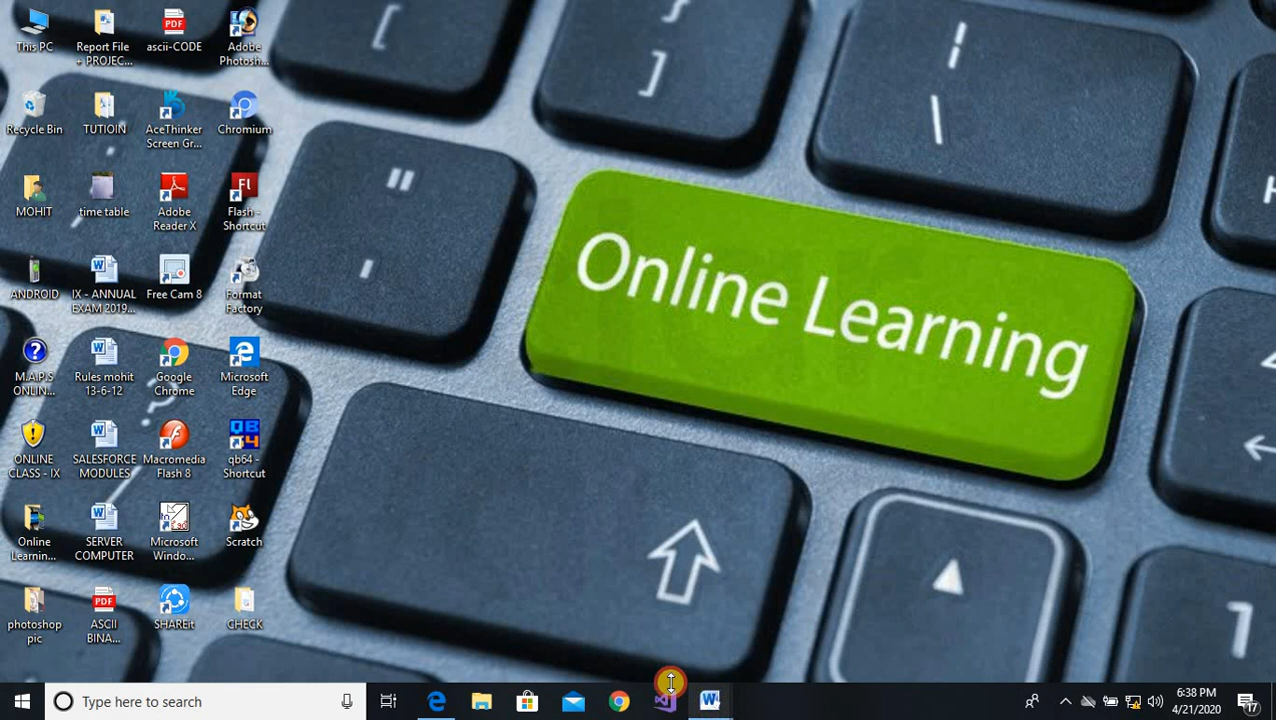 This PC
Report File
+ PROJEC...
ascii-CODE
Adobe
Photosh...
Recycle Bin
TUTIOIN
AceThinker
Screen Gr...
Chromium
MOHIT
time table
Adobe
Reader X
Flash -
Shortcut
ANDROID
IX - ANNUAL
EXAM 2019...
Free Cam 8
Format
Factory
M.A.P.S
ONLIN...
Rules mohit
13-6-12
Google
Chrome
Microsoft
Edge
ONLINE
CLASS - IX
SALESFORCE
MODULES
Macromedia
Flash 8
qb64 -
Shortcut
Online
Learnin...
SERVER
COMPUTER
Microsoft
Windo...
Scratch
photoshop
pic
ASCII
BINA...
SHAREit
CHECK
Online Learning
Type here to search
6:38 PM
4/21/2020
17